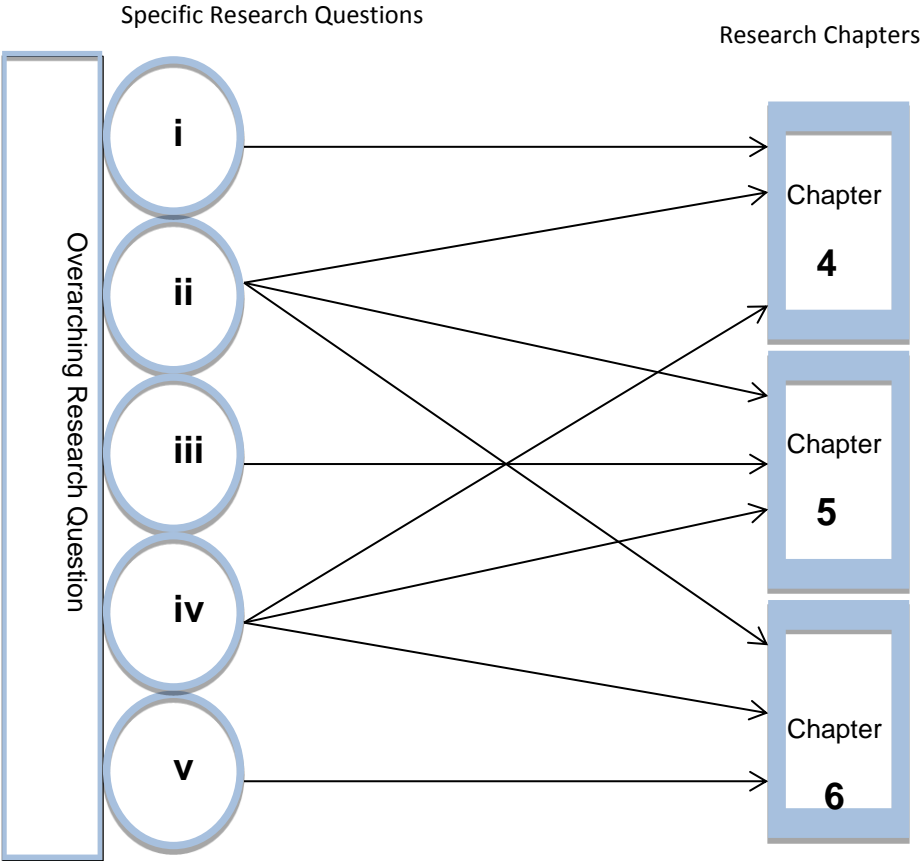 Specific Research Questions
Research Chapters
Overarching Research Question
i
ii
iii
iv
v
Chapter
4
Chapter
5
Chapter
6